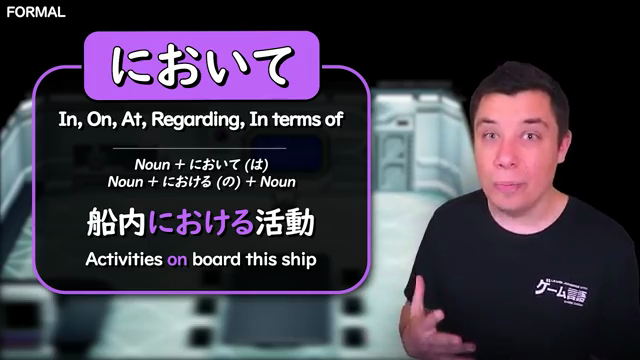 FORMAL
において
In, On, At, Regarding, In terms of
Noun + において (は)
Noun + における (の) + Noun
船内における活動
Activities on board this ship
ゲーム言語